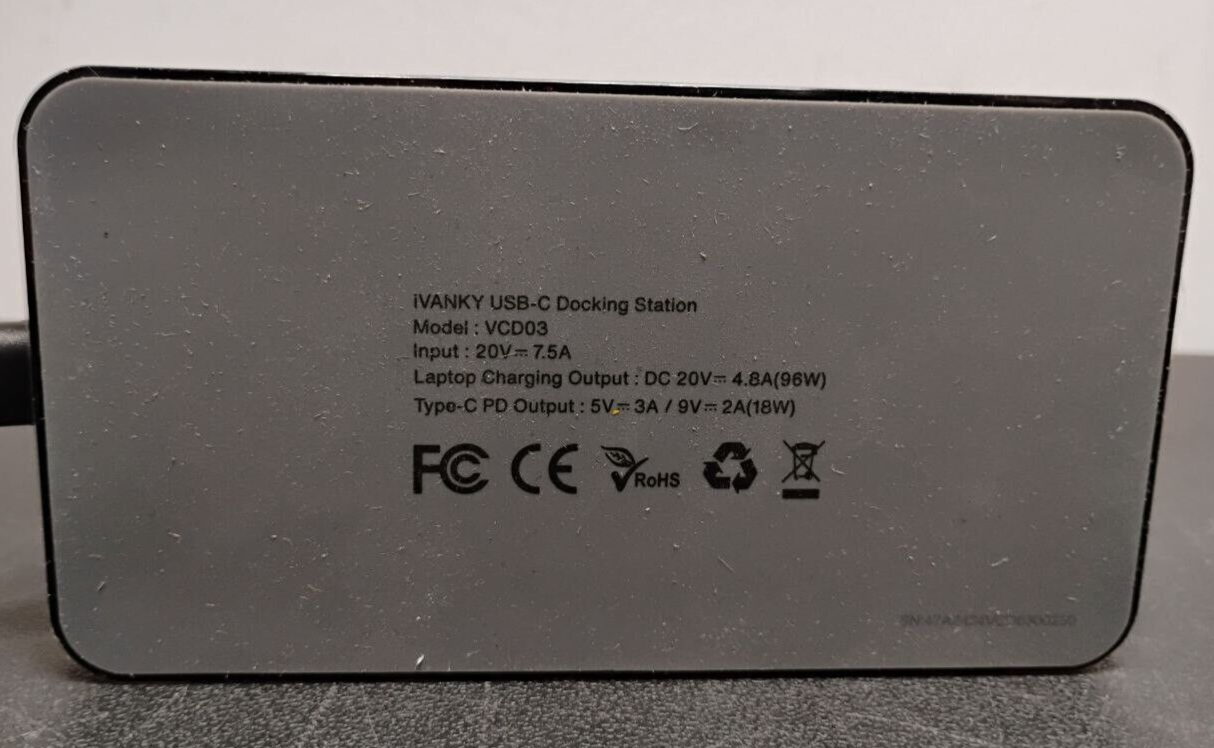 iVANKY USB-C Docking Station
Model : VCD03
Input : 20V⎓ 7.5A
Laptop Charging Output : DC 20V⎓ 4.8A(96W)
Type-C PD Output : 5V⎓ 3A / 9V⎓ 2A(18W)
FC CE RoHS